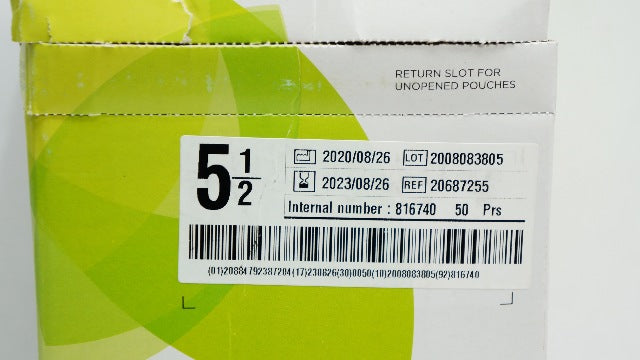 RETURN SLOT FOR
UNOPENED POUCHES
5 1/2
2020/08/26 LOT 2008083805
2023/08/26 REF 20687255
Internal number : 816740 50 Prs
(01)20884792387204(17)230826(30)0050(10)2008083805(92)816740